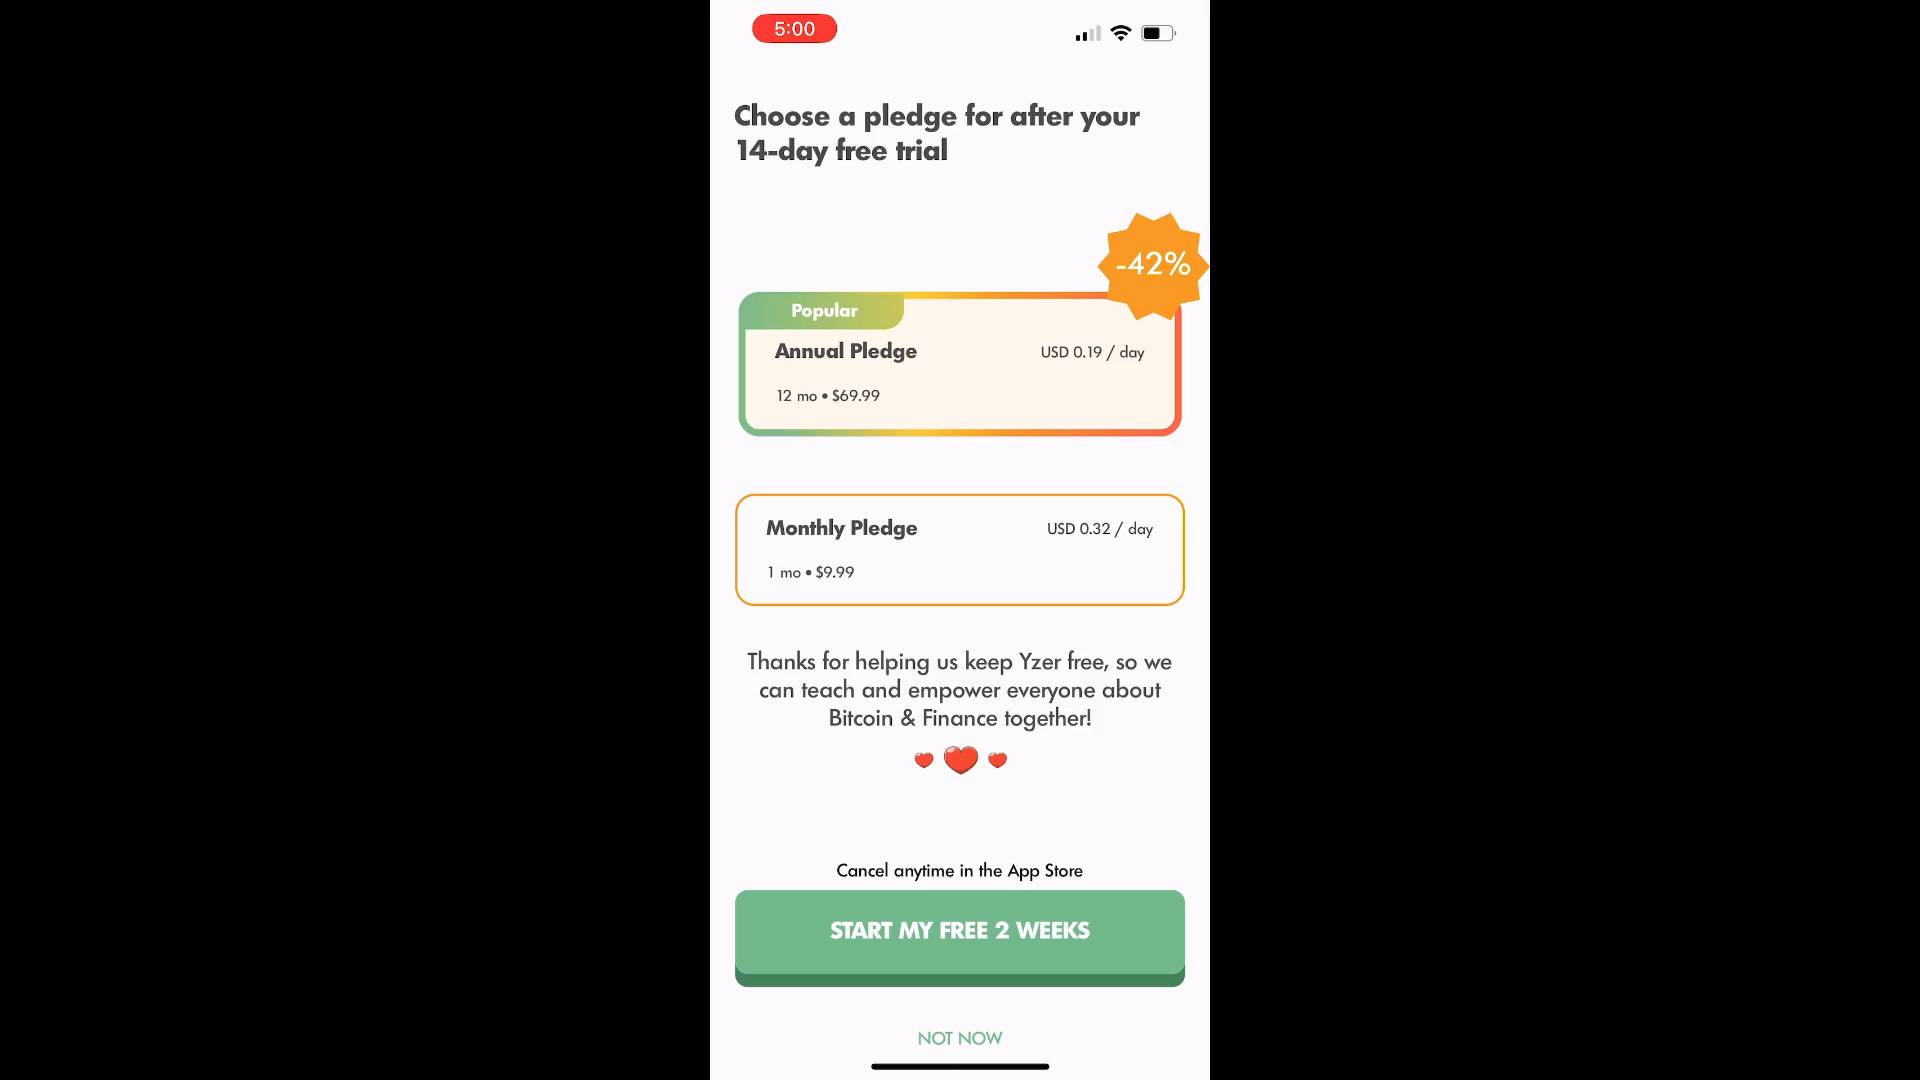 5:00
Choose a pledge for after your
14-day free trial
-42%
Popular
Annual Pledge USD 0.19 / day
12 mo • $69.99
Monthly Pledge USD 0.32 / day
1 mo • $9.99
Thanks for helping us keep Yzer free, so we
can teach and empower everyone about
Bitcoin & Finance together!
Cancel anytime in the App Store
START MY FREE 2 WEEKS
NOT NOW